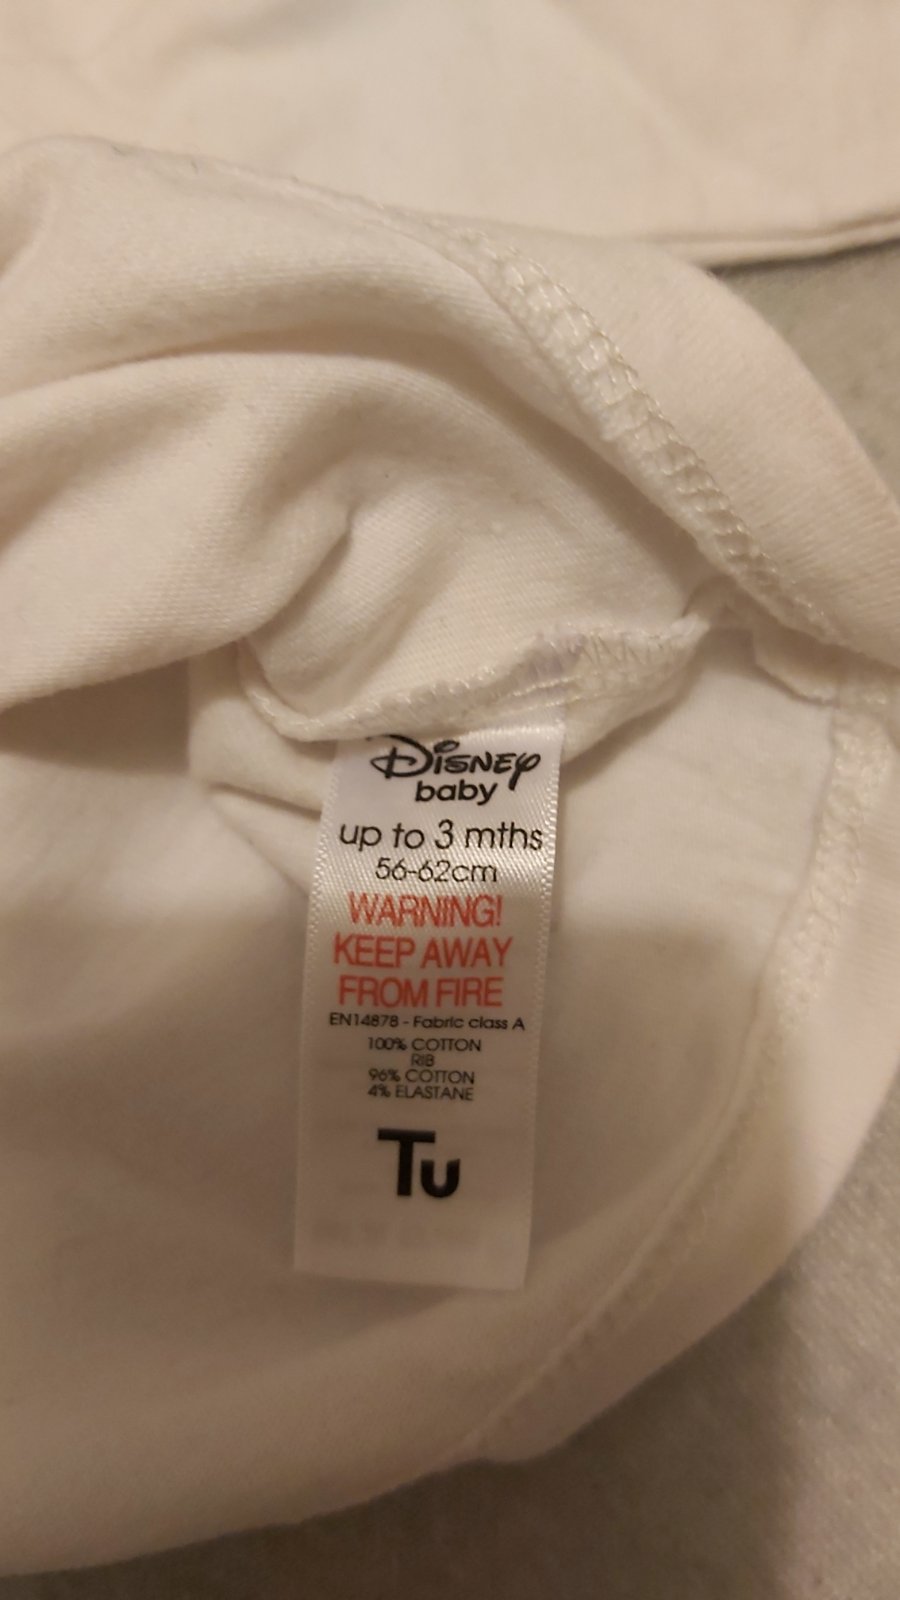 Disney
baby
up to 3 mths
56-62cm
WARNING!
KEEP AWAY
FROM FIRE
EN14878 - Fabric class A
100% COTTON
RIB
96% COTTON
4% ELASTANE
Tu